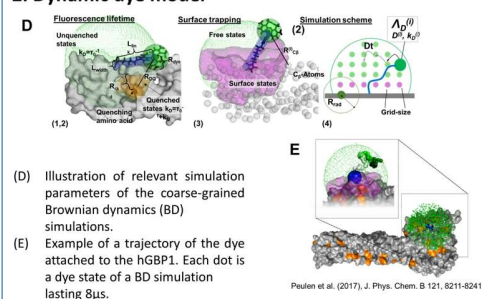 2. Dynamic dye model
D
Fluorescence lifetime
Surface trapping
Simulation scheme
Unquenched
states
Free states
(2)
Surface states
Cβ-Atoms
Quenching
amino acid
Quenched
states
(1,2)
(3)
(4)
Dt
Grid-size
E
(D) Illustration of relevant simulation
parameters of the coarse-grained
Brownian dynamics (BD)
simulations.
(E) Example of a trajectory of the dye
attached to the hGBP1. Each dot is
a dye state of a BD simulation
lasting 8µs.
Peulen et al. (2017), J. Phys. Chem. B 121, 8211-8241